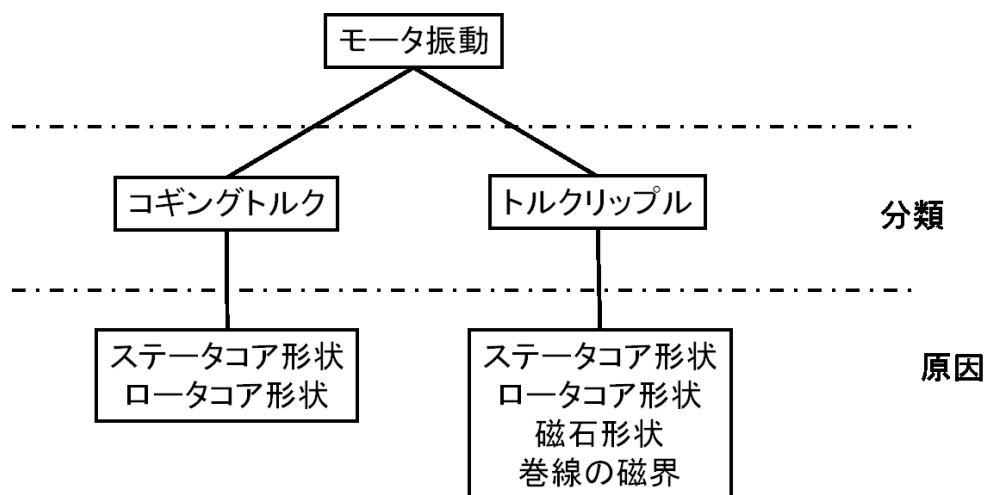 モータ振動
コギングトルク
トルクリップル
分類
ステータコア形状
ロータコア形状
ステータコア形状
ロータコア形状
磁石形状
巻線の磁界
原因